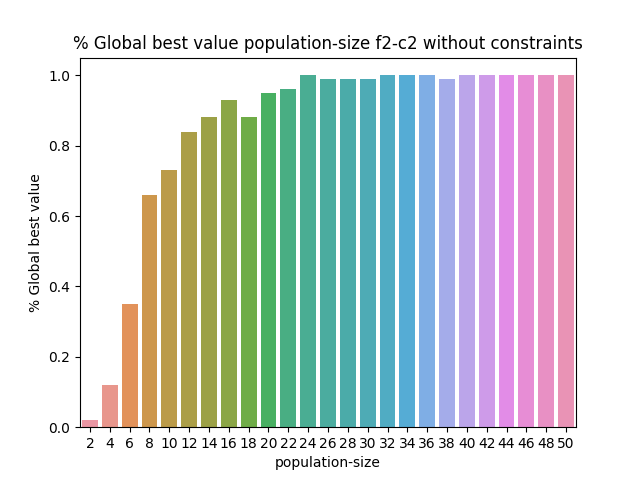 % Global best value population-size f2-c2 without constraints
% Global best value
1.0
0.8
0.6
0.4
0.2
0.0
2 4 6 8 10 12 14 16 18 20 22 24 26 28 30 32 34 36 38 40 42 44 46 48 50
population-size